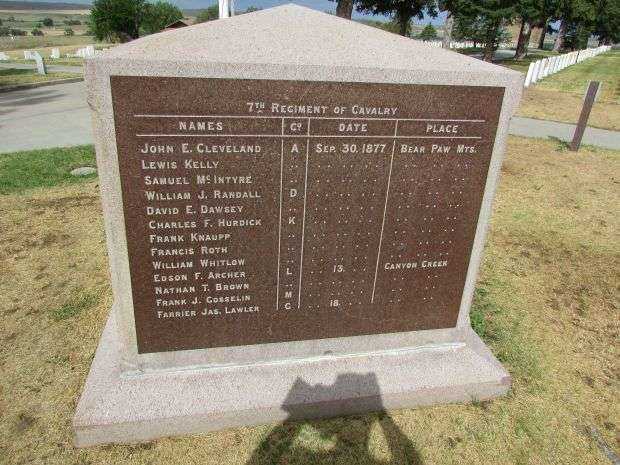 7TH REGIMENT OF CAVALRY
NAMES CO DATE PLACE
JOHN E. CLEVELAND A SEP. 30, 1877 BEAR PAW MTS.
LEWIS KELLY " " " " " "
SAMUEL MCINTYRE " " " " " "
WILLIAM J. RANDALL D " " " " "
DAVID E. DAWSEY " " " " " "
CHARLES F. HURDICK K " " " " "
FRANK KNAUPP " " " " " "
FRANCIS ROTH " " " " " "
WILLIAM WHITLOW " " " " " "
EDSON F. ARCHER L " 13. " CANYON CREEK
NATHAN T. BROWN " " " " " "
FRANK J. GOSSELIN M " " " " "
FARRIER JAS. LAWLER G " 18. " " "